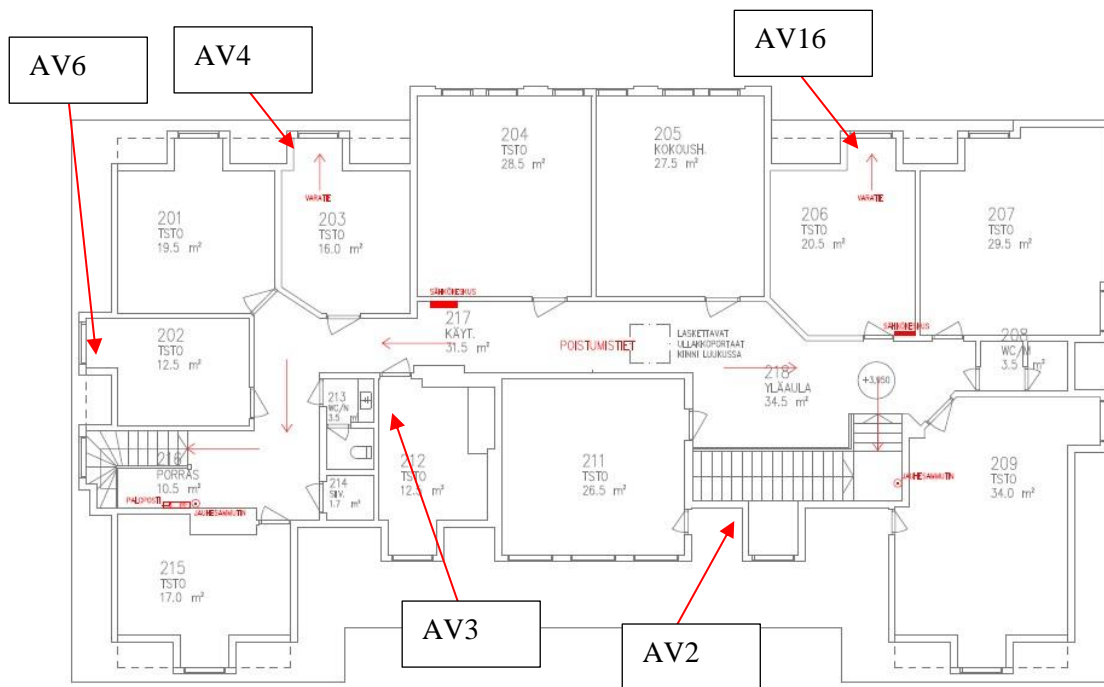 AV6
AV4
AV16
201
TSTO
19.5 m²
VARATIE
203
TSTO
16.0 m²
204
TSTO
28.5 m²
205
KOKOUSH.
27.5 m²
VARATIE
206
TSTO
20.5 m²
207
TSTO
29.5 m²
202
TSTO
12.5 m²
SÄHKÖKESKUS
217
KÄYT.
31.5 m²
POISTUMISTIET
LASKETTAVAT
ULLAKKOPORTAAT
KIINNI LUUKUSSA
SÄHKÖKESKUS
208
WC/M
3.5 m²
218
YLÄAULA
34.5 m²
+3,950
213
WC/N
3.5 m
212
TSTO
12.5 m²
211
TSTO
26.5 m²
209
TSTO
34.0 m²
216
PORRAS
10.5 m²
214
SIIV.
1.7 m²
PALOPOSTI
JAUHESAMMUTIN
JAUHESAMMUTIN
215
TSTO
17.0 m²
AV3
AV2